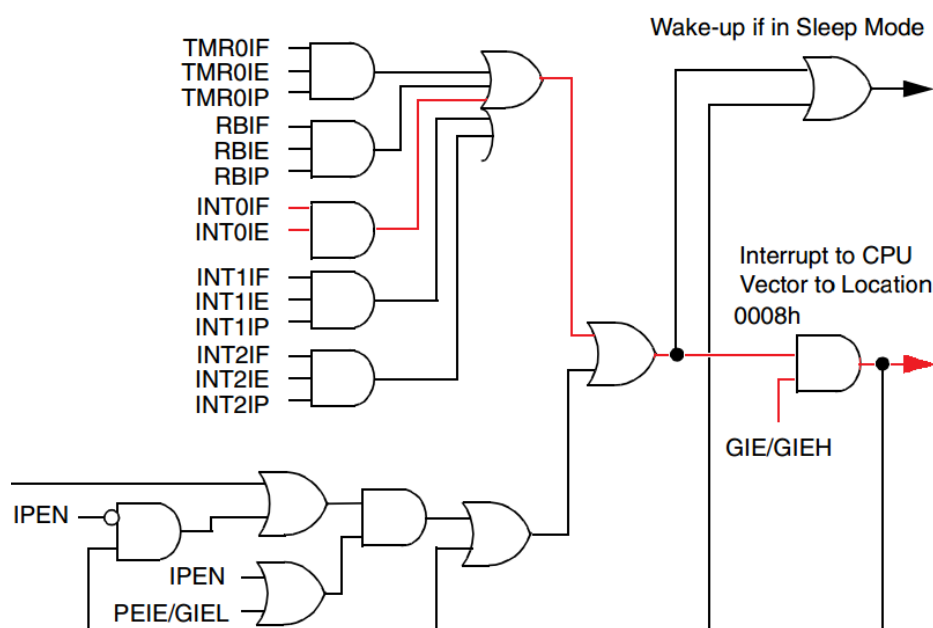 Wake-up if in Sleep Mode
TMR0IF
TMR0IE
TMR0IP
RBIF
RBIE
RBIP
INT0IF
INT0IE
INT1IF
INT1IE
INT1IP
INT2IF
INT2IE
INT2IP
Interrupt to CPU
Vector to Location
0008h
GIE/GIEH
IPEN
IPEN
PEIE/GIEL